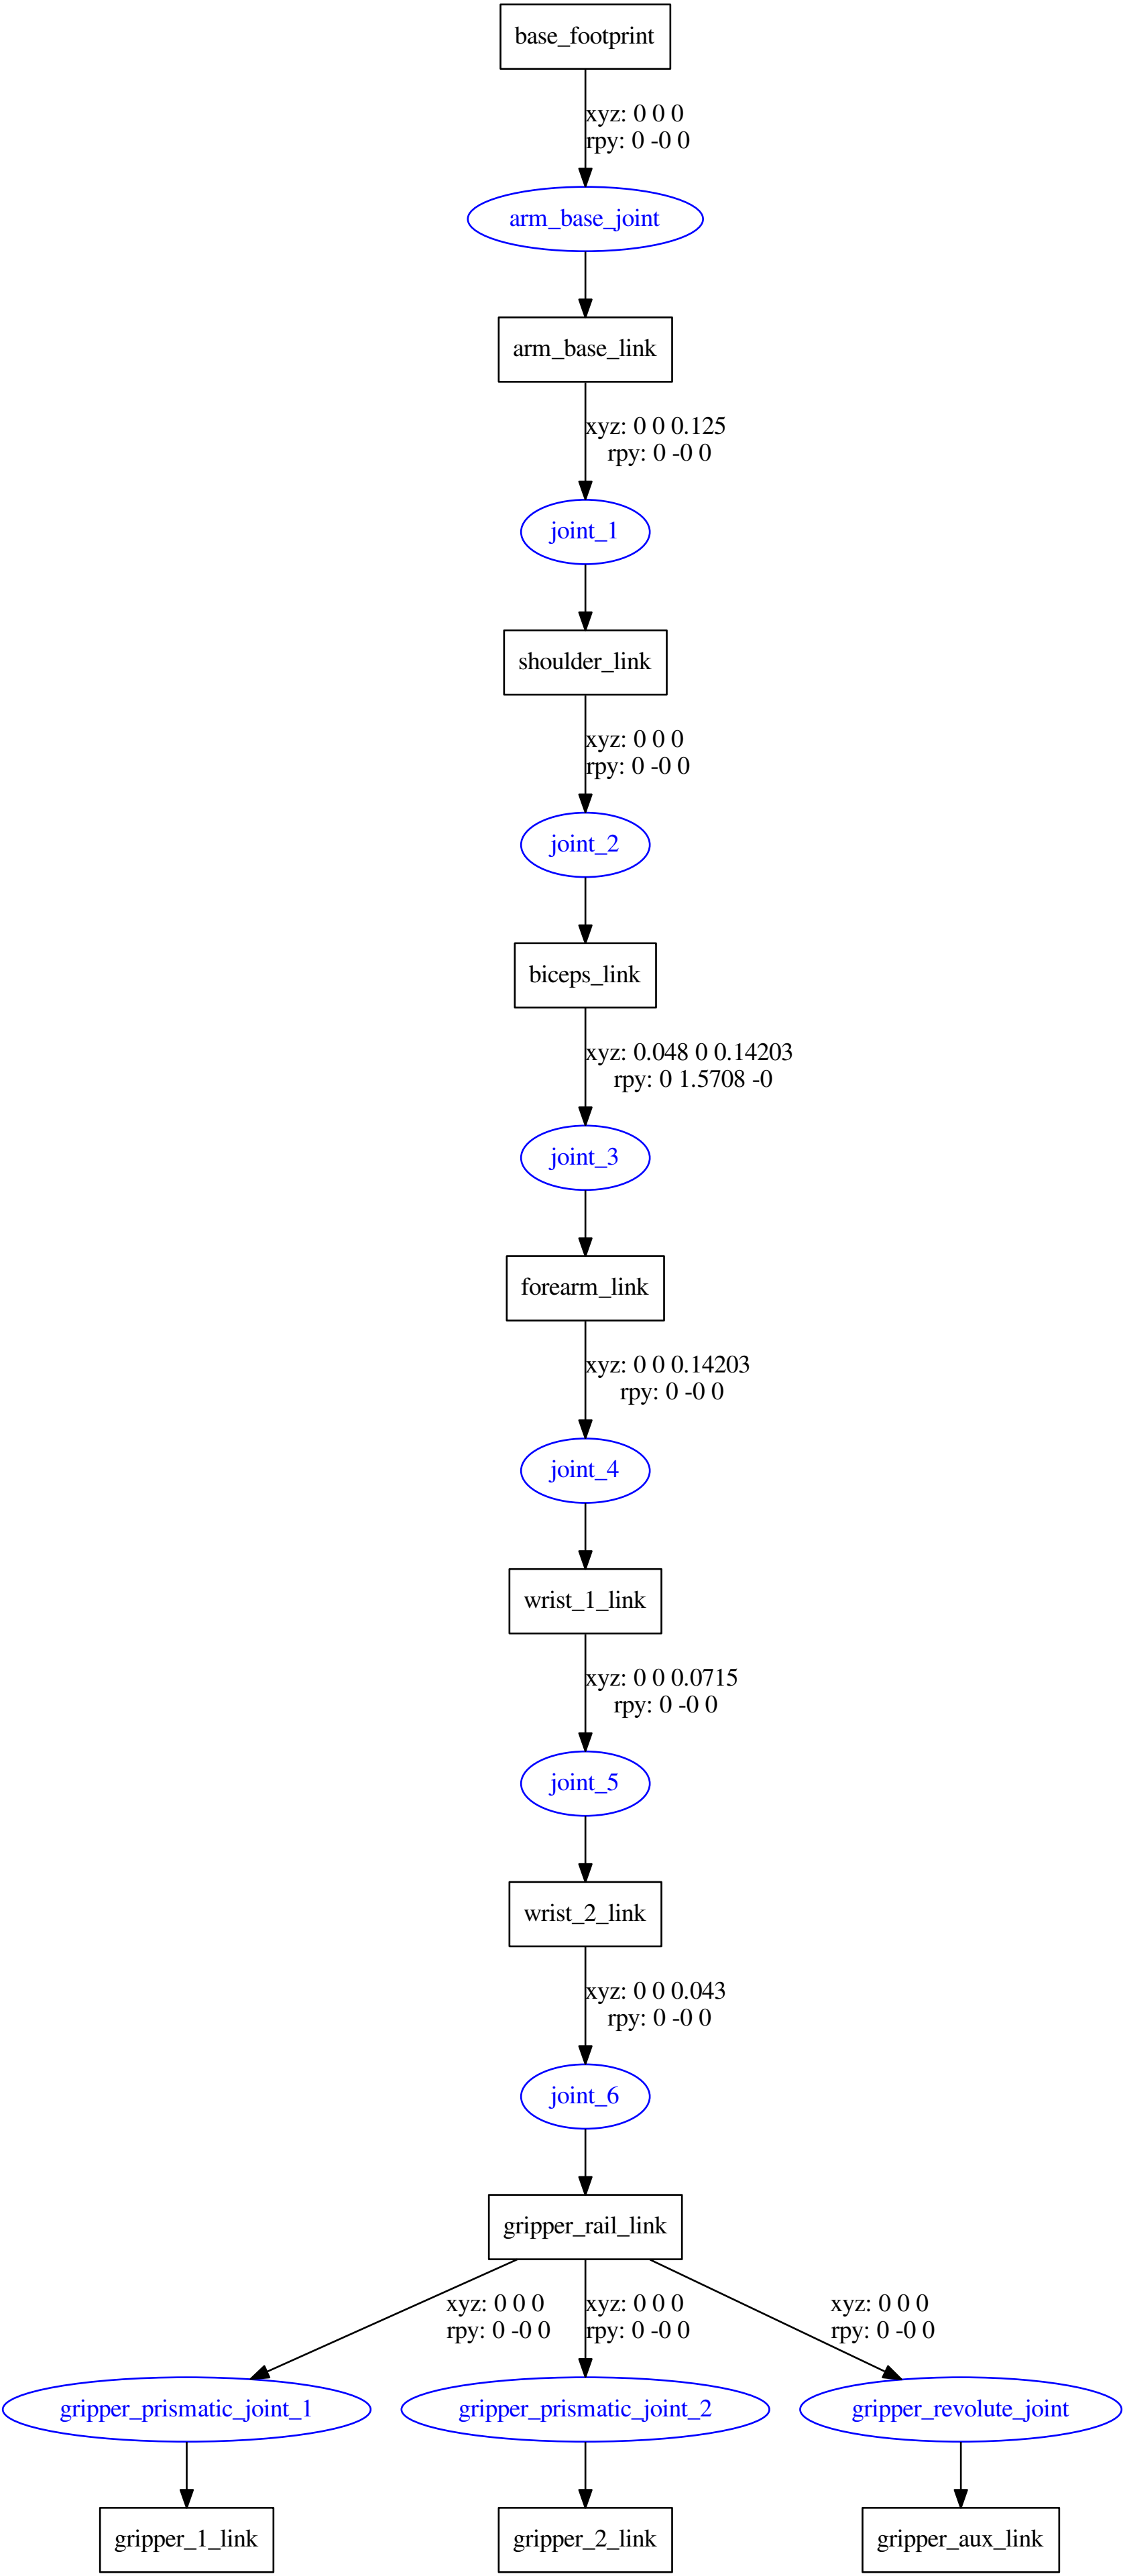 base_footprint
xyz: 0 0 0
rpy: 0 -0 0
arm_base_joint
arm_base_link
xyz: 0 0 0.125
rpy: 0 -0 0
joint_1
shoulder_link
xyz: 0 0 0
rpy: 0 -0 0
joint_2
biceps_link
xyz: 0.048 0 0.14203
rpy: 0 1.5708 -0
joint_3
forearm_link
xyz: 0 0 0.14203
rpy: 0 -0 0
joint_4
wrist_1_link
xyz: 0 0 0.0715
rpy: 0 -0 0
joint_5
wrist_2_link
xyz: 0 0 0.043
rpy: 0 -0 0
joint_6
gripper_rail_link
xyz: 0 0 0
rpy: 0 -0 0
xyz: 0 0 0
rpy: 0 -0 0
xyz: 0 0 0
rpy: 0 -0 0
gripper_prismatic_joint_1
gripper_prismatic_joint_2
gripper_revolute_joint
gripper_1_link
gripper_2_link
gripper_aux_link